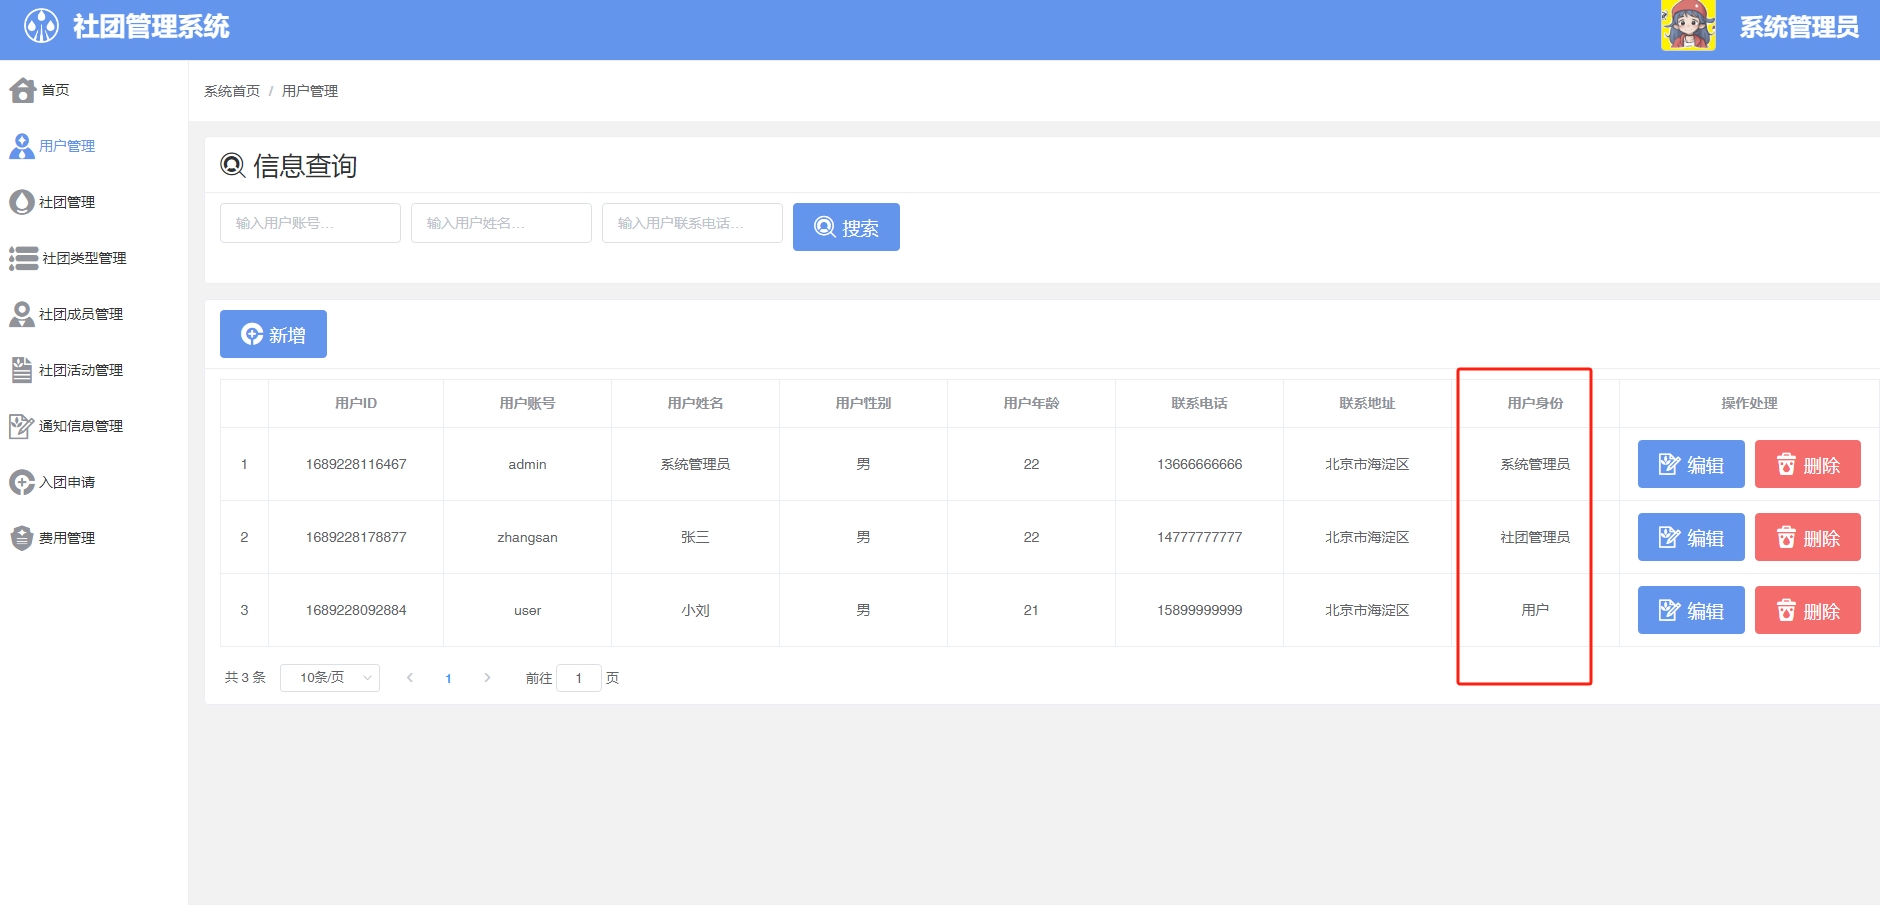 社团管理系统
系统管理员
首页
用户管理
社团管理
社团类型管理
社团成员管理
社团活动管理
通知信息管理
入团申请
费用管理
系统首页 / 用户管理
信息查询
输入用户账号... 输入用户姓名... 输入用户联系电话... 搜索
新增
用户ID 用户账号 用户姓名 用户性别 用户年龄 联系电话 联系地址 用户身份 操作处理
1 1689228116467 admin 系统管理员 男 22 13666666666 北京市海淀区 系统管理员 编辑 删除
2 1689228178877 zhangsan 张三 男 22 14777777777 北京市海淀区 社团管理员 编辑 删除
3 1689228092884 user 小刘 男 21 15899999999 北京市海淀区 用户 编辑 删除
共 3 条 10条/页 1 前往 1 页